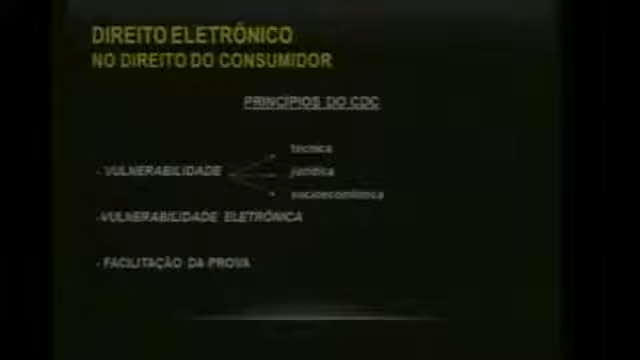 DIREITO ELETRÔNICO
NO DIREITO DO CONSUMIDOR
PRINCÍPIOS DO CDC
técnica
- VULNERABILIDADE
jurídica
socioeconômica
-VULNERABILIDADE ELETRÔNICA
- FACILITAÇÃO DA PROVA